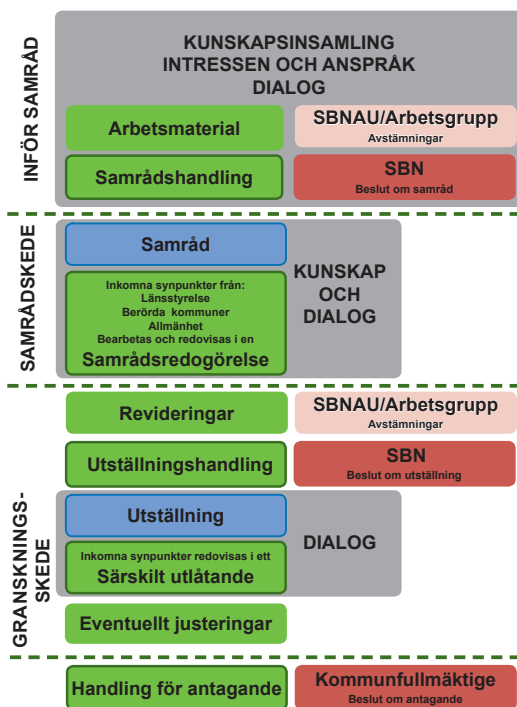 INFÖR SAMRÅD
KUNSKAPSINSAMLING
INTRESSEN OCH ANSPRÅK
DIALOG
Arbetsmaterial
SBNAU/Arbetsgrupp
Avstämningar
Samrådshandling
SBN
Beslut om samråd
SAMRÅDSKEDE
Samråd
KUNSKAP
OCH
DIALOG
Inkomna synpunkter från:
Länsstyrelse
Berörda kommuner
Allmänhet
Bearbetas och redovisas i en
Samrådsredogörelse
GRANSKNINGS-
SKEDE
Revideringar
SBNAU/Arbetsgrupp
Avstämningar
Utställningshandling
SBN
Beslut om utställning
Utställning
DIALOG
Inkomna synpunkter redovisas i ett
Särskilt utlåtande
Eventuellt justeringar
Handling för antagande
Kommunfullmäktige
Beslut om antagande